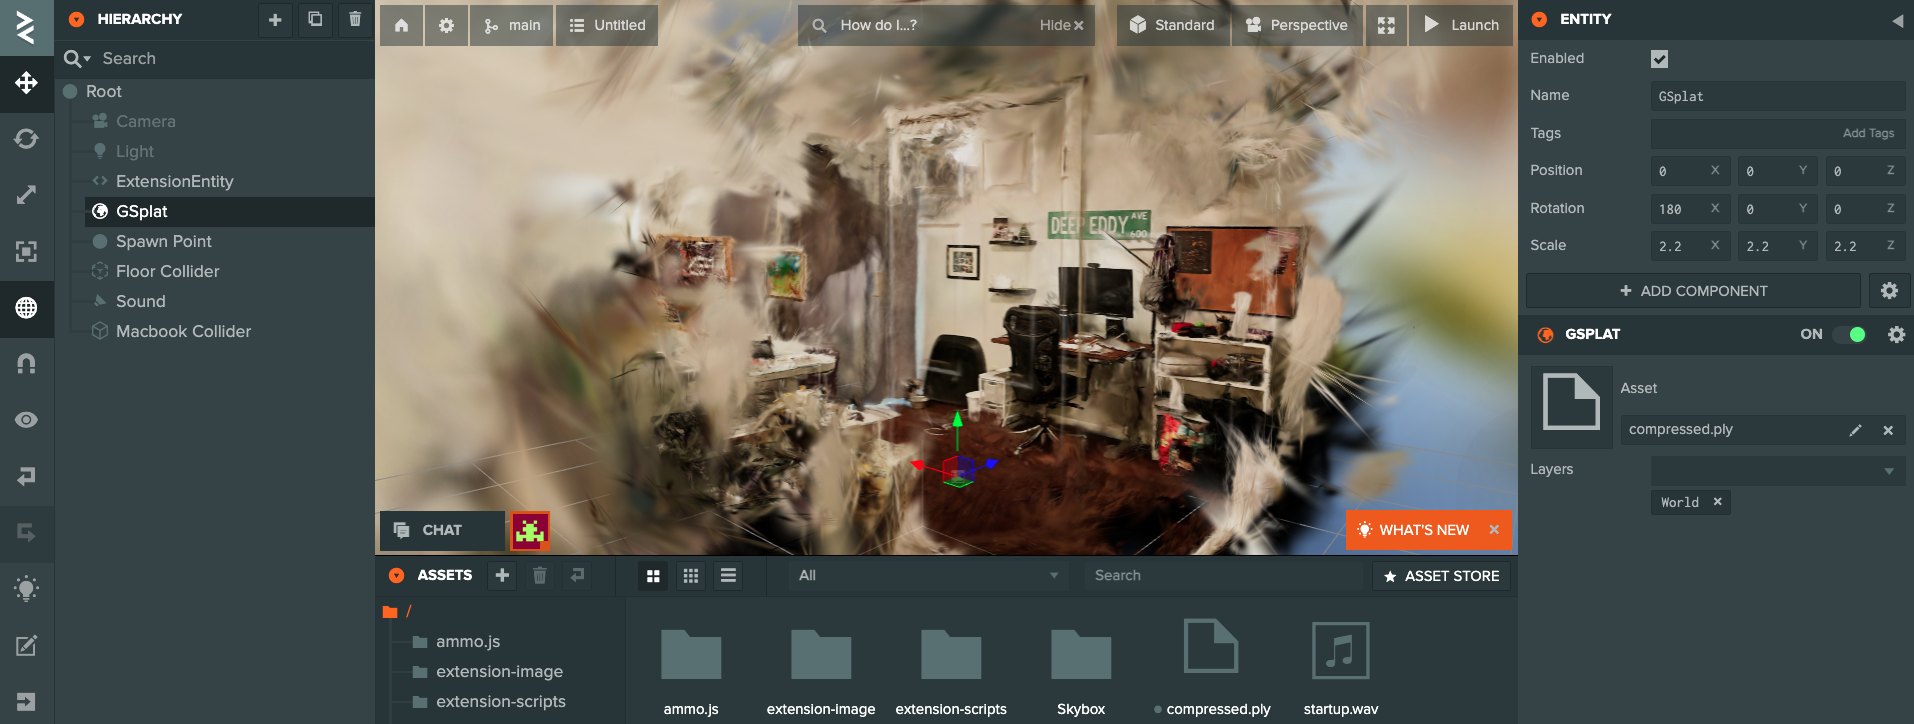 HIERARCHY
Search
Root
Camera
Light
ExtensionEntity
GSplat
Spawn Point
Floor Collider
Sound
Macbook Collider
main
Untitled
How do I...?
Hide
Standard
Perspective
Launch
DEEP EDDY AVE
600
CHAT
WHAT'S NEW
ASSETS
All
Search
ASSET STORE
/
ammo.js
extension-image
extension-scripts
ammo.js
extension-image
extension-scripts
Skybox
compressed.ply
startup.wav
ENTITY
Enabled
Name
GSplat
Tags
Add Tags
Position
0 X 0 Y 0 Z
Rotation
180 X 0 Y 0 Z
Scale
2.2 X 2.2 Y 2.2 Z
ADD COMPONENT
GSPLAT
ON
Asset
compressed.ply
Layers
World